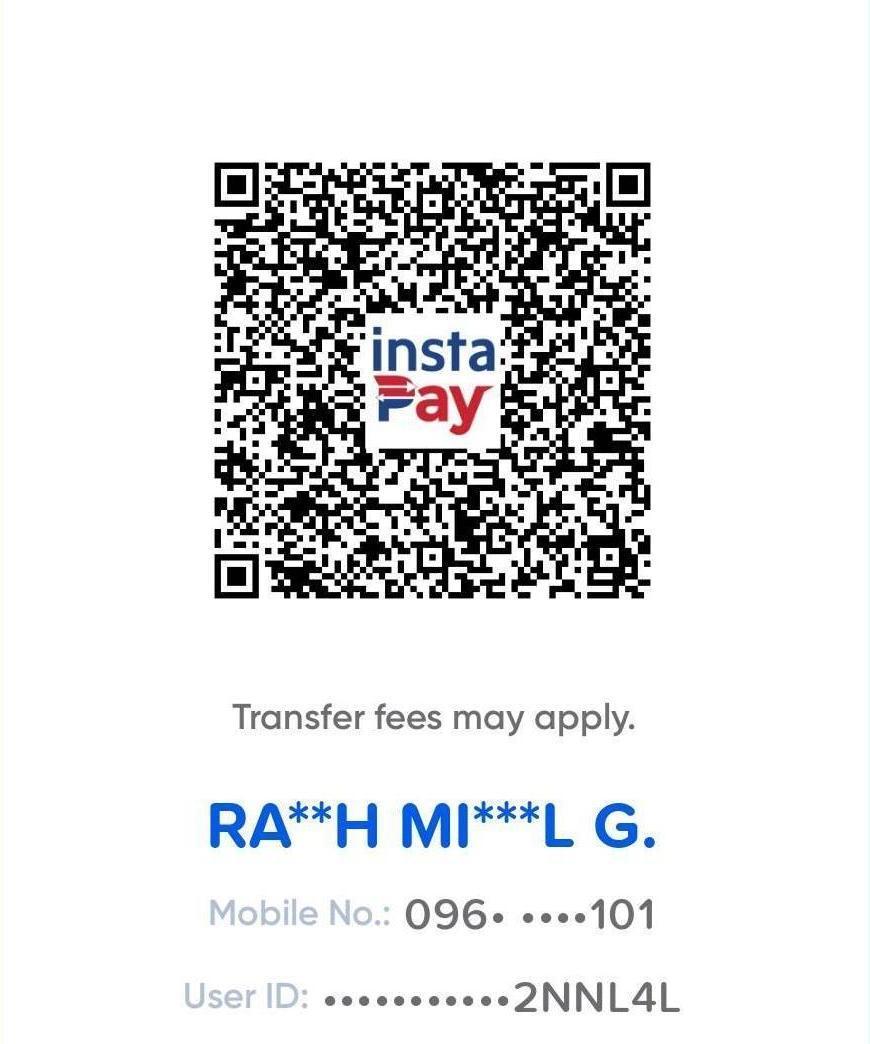 insta
Pay
Transfer fees may apply.
RA**H MI***L G.
Mobile No.: 096• ••••101
User ID: •••••••••••2NNL4L